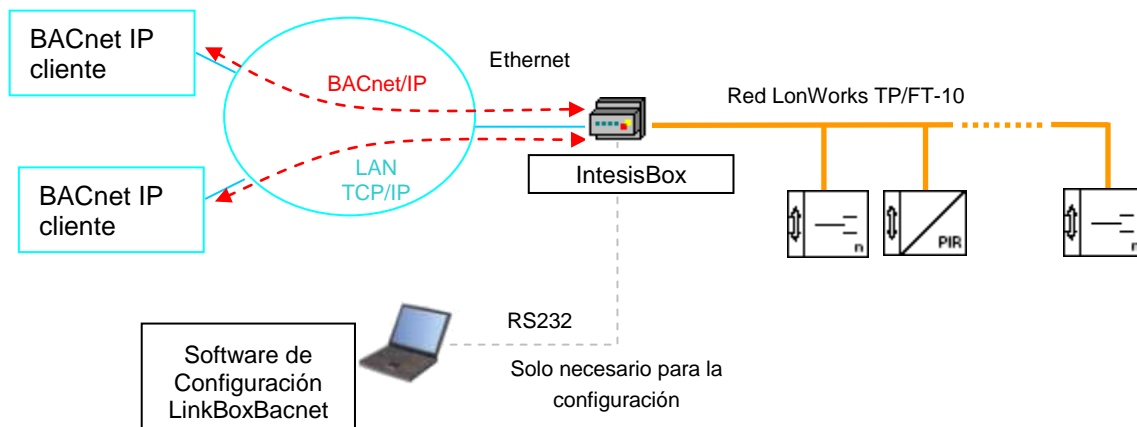 BACnet IP
cliente
Ethernet
BACnet/IP
Red LonWorks TP/FT-10
LAN
TCP/IP
IntesisBox
BACnet IP
cliente
n
PIR
n
RS232
Software de
Configuración
LinkBoxBacnet
Solo necesario para la
configuración